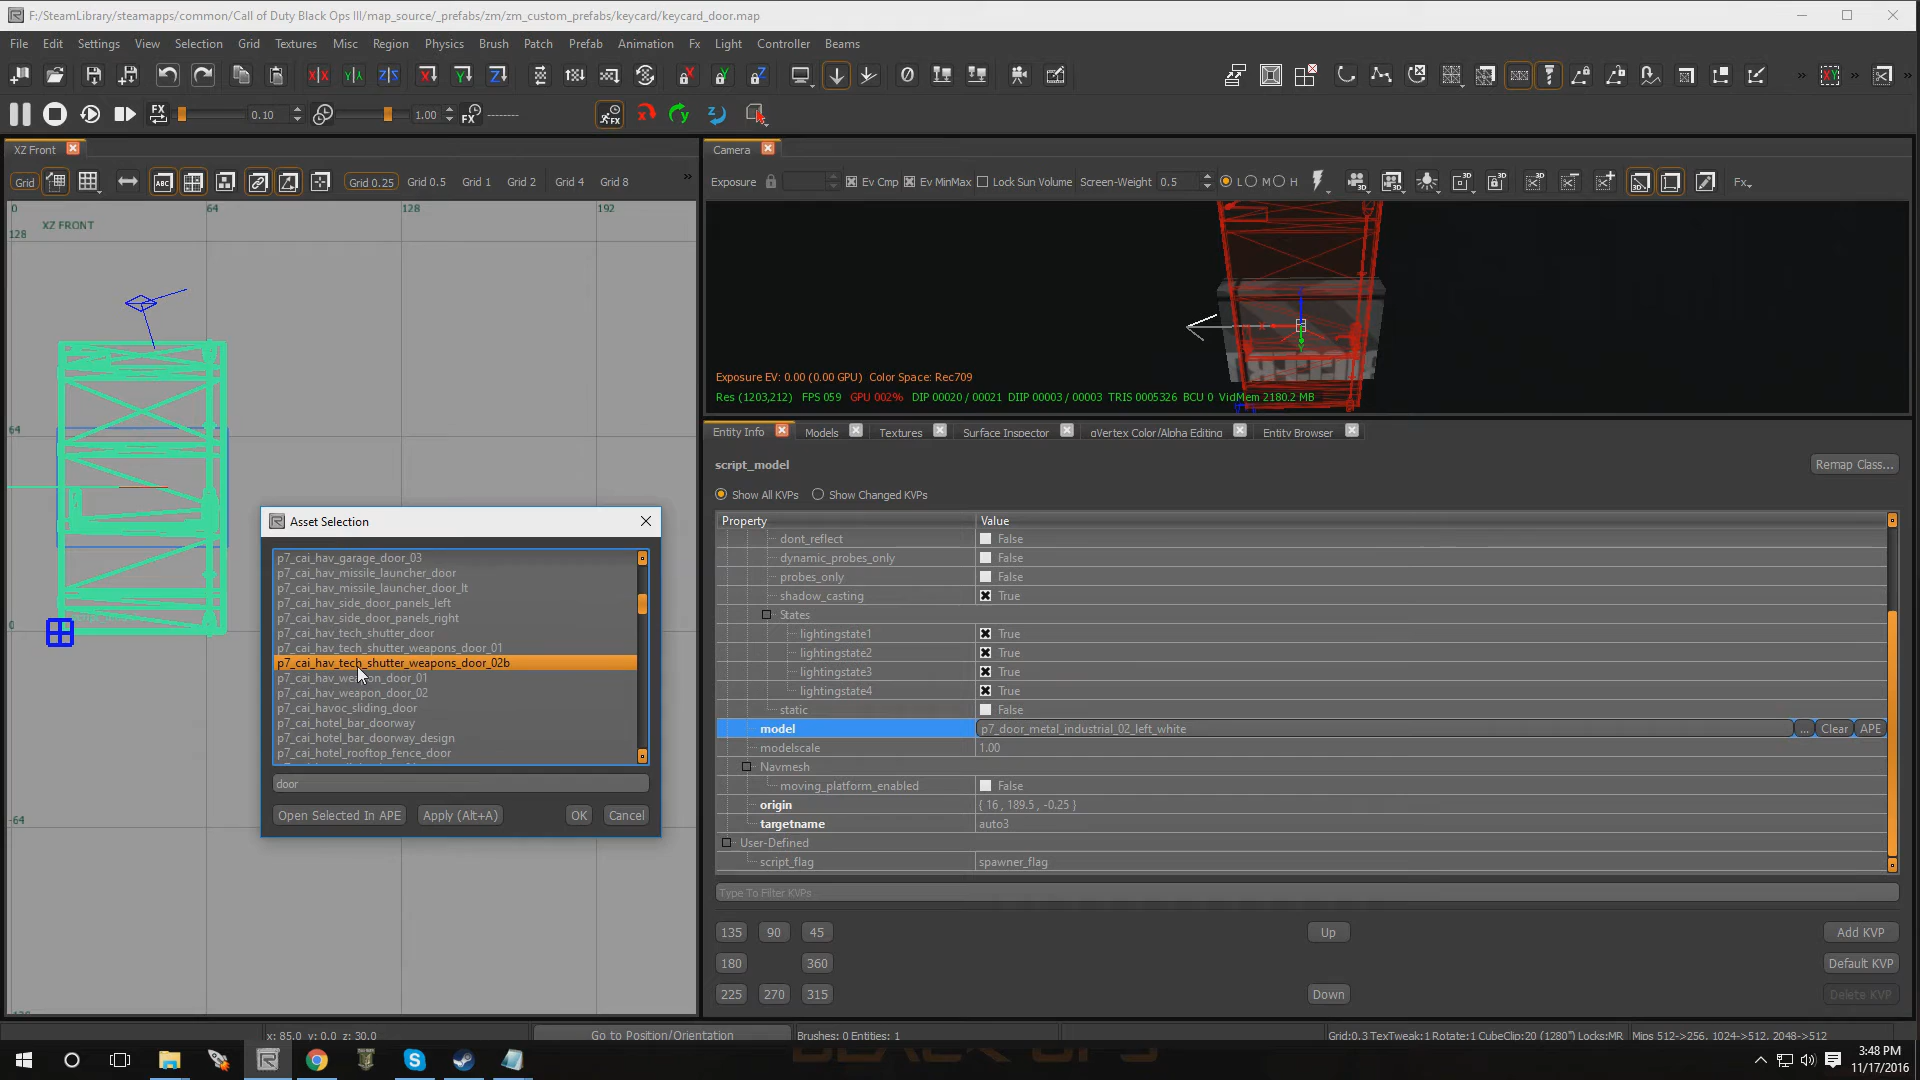 F:/SteamLibrary/steamapps/common/Call of Duty Black Ops III/map_source/_prefabs/zm/zm_custom_prefabs/keycard/keycard_door.map
File Edit Settings View Selection Grid Textures Misc Region Physics Brush Patch Prefab Animation Fx Light Controller Beams
FX 0.10 1.00 FX --------
XZ Front
Camera
Grid ABC Grid 0.25 Grid 0.5 Grid 1 Grid 2 Grid 4 Grid 8
Exposure Ev Cmp Ev MinMax Lock Sun Volume Screen-Weight 0.5 L M H Fx
0 64 128 192
128
XZ FRONT
64
0
-64
Exposure EV: 0.00 (0.00 GPU) Color Space: Rec709
Res (1203,212) FPS 059 GPU 002% DIP 00020 / 00021 DIIP 00003 / 00003 TRIS 0005326 BCU 0 VidMem 2180.2 MB
Entity Info Models Textures Surface Inspector gVertex Color/Alpha Editing Entity Browser
script_model
Remap Class...
Show All KVPs Show Changed KVPs
Property Value
dont_reflect False
dynamic_probes_only False
probes_only False
shadow_casting True
States
lightingstate1 True
lightingstate2 True
lightingstate3 True
lightingstate4 True
static False
model p7_door_metal_industrial_02_left_white ... Clear APE
modelscale 1.00
Navmesh
moving_platform_enabled False
origin { 16 , 189.5 , -0.25 }
targetname auto3
User-Defined
script_flag spawner_flag
Type To Filter KVPs
135 90 45 Up Add KVP
180 360 Default KVP
225 270 315 Down Delete KVP
Asset Selection
p7_cai_hav_garage_door_03
p7_cai_hav_missile_launcher_door
p7_cai_hav_missile_launcher_door_lt
p7_cai_hav_side_door_panels_left
p7_cai_hav_side_door_panels_right
p7_cai_hav_tech_shutter_door
p7_cai_hav_tech_shutter_weapons_door_01
p7_cai_hav_tech_shutter_weapons_door_02b
p7_cai_hav_weapon_door_01
p7_cai_hav_weapon_door_02
p7_cai_havoc_sliding_door
p7_cai_hotel_bar_doorway
p7_cai_hotel_bar_doorway_design
p7_cai_hotel_rooftop_fence_door
door
Open Selected In APE Apply (Alt+A) OK Cancel
x: 85.0 y: 0.0 z: 30.0 Go to Position/Orientation Brushes: 0 Entities: 1 Grid:0.3 TexTweak:1 Rotate:1 CubeClip:20 (1280") Locks:MR Mips 512->256, 1024->512, 2048->512
3:48 PM
11/17/2016